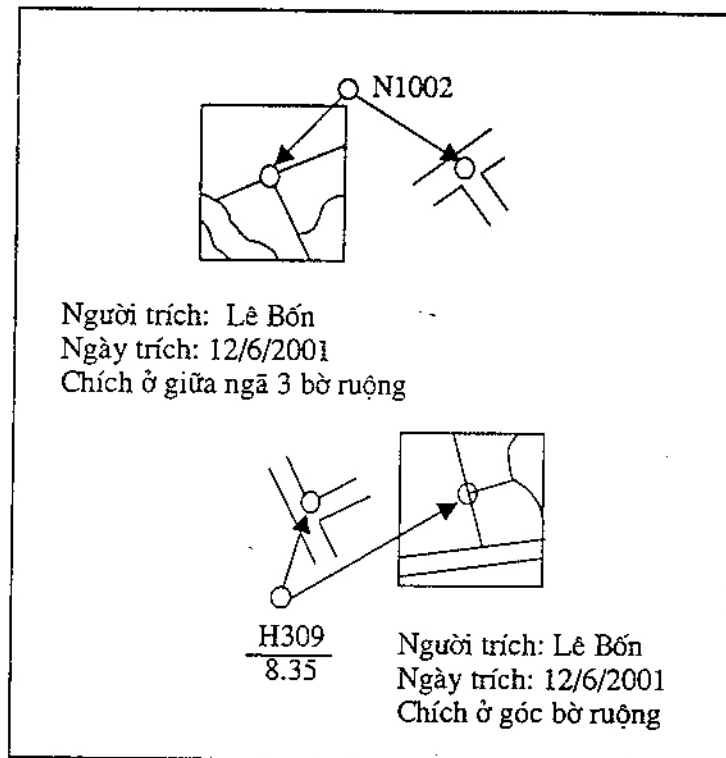 N1002
Người trích: Lê Bốn
Ngày trích: 12/6/2001
Chích ở giữa ngã 3 bờ ruộng
H309
8.35
Người trích: Lê Bốn
Ngày trích: 12/6/2001
Chích ở góc bờ ruộng